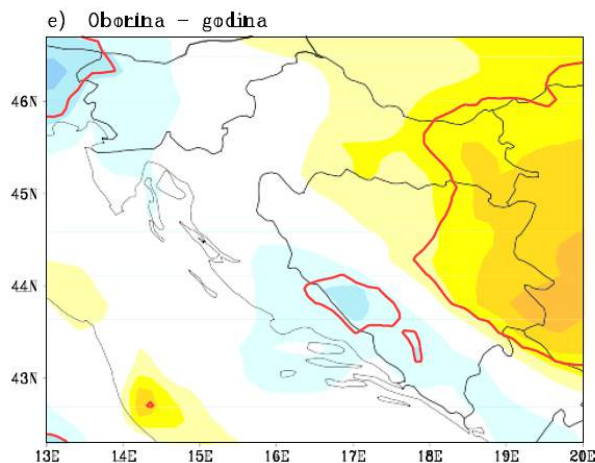 e) Oborina – godina
46N
45N
44N
43N
13E 14E 15E 16E 17E 18E 19E 20E